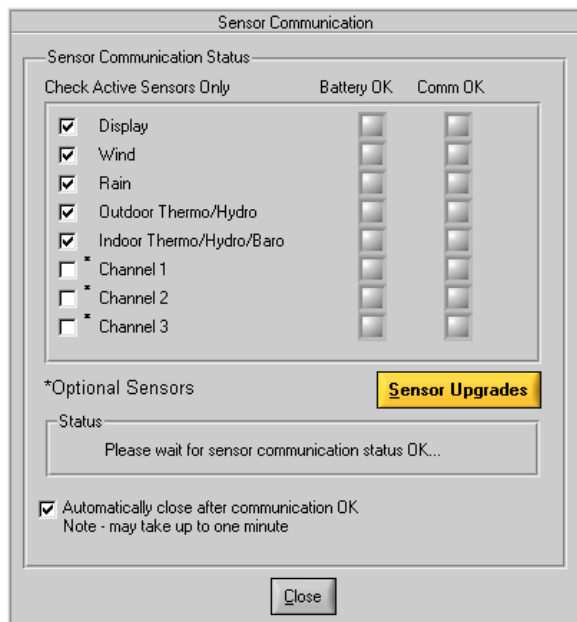 Sensor Communication
Sensor Communication Status
Check Active Sensors Only Battery OK Comm OK
Display
Wind
Rain
Outdoor Thermo/Hydro
Indoor Thermo/Hydro/Baro
* Channel 1
* Channel 2
* Channel 3
*Optional Sensors Sensor Upgrades
Status
Please wait for sensor communication status OK...
Automatically close after communication OK
Note - may take up to one minute
Close